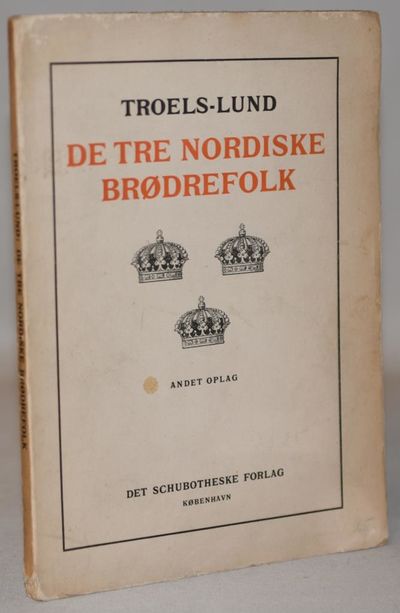 TROELS-LUND
DE TRE NORDISKE
BRØDREFOLK
ANDET OPLAG
DET SCHUBOTHESKE FORLAG
KØBENHAVN
TROELS-LUND: DE TRE NORDISKE BRØDREFOLK